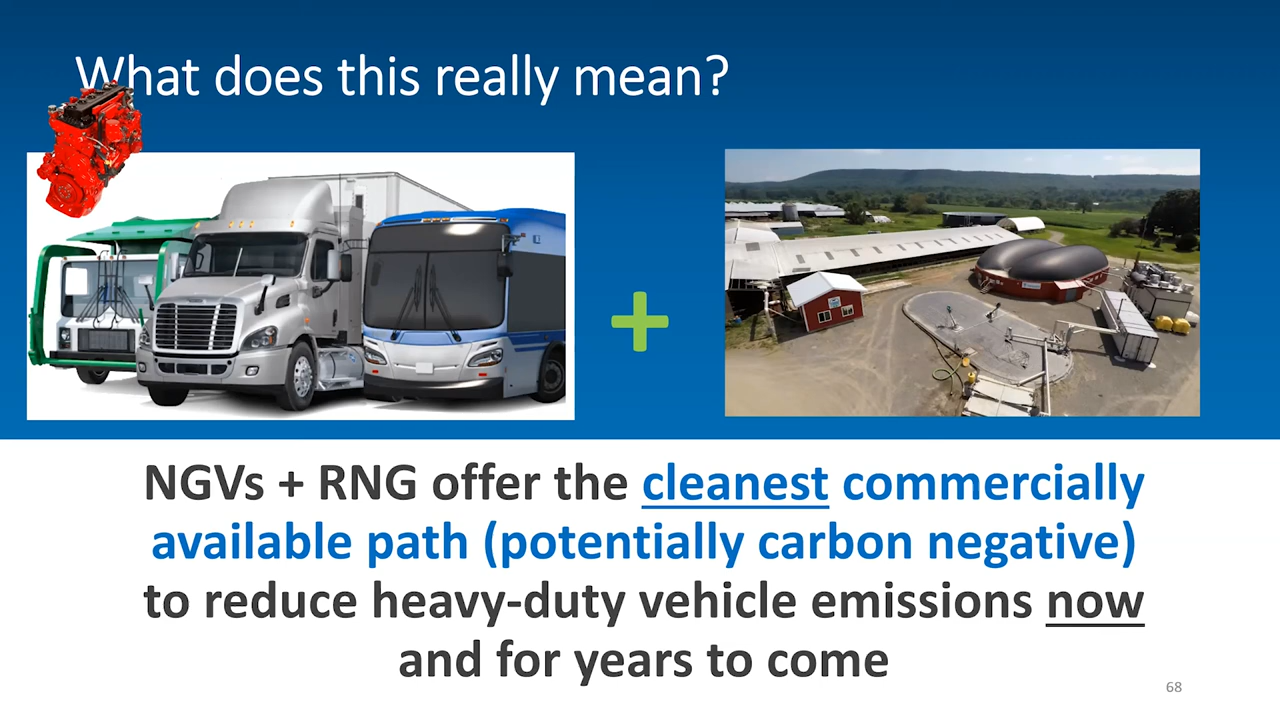 What does this really mean?
NGVs + RNG offer the cleanest commercially
available path (potentially carbon negative)
to reduce heavy-duty vehicle emissions now
and for years to come
68